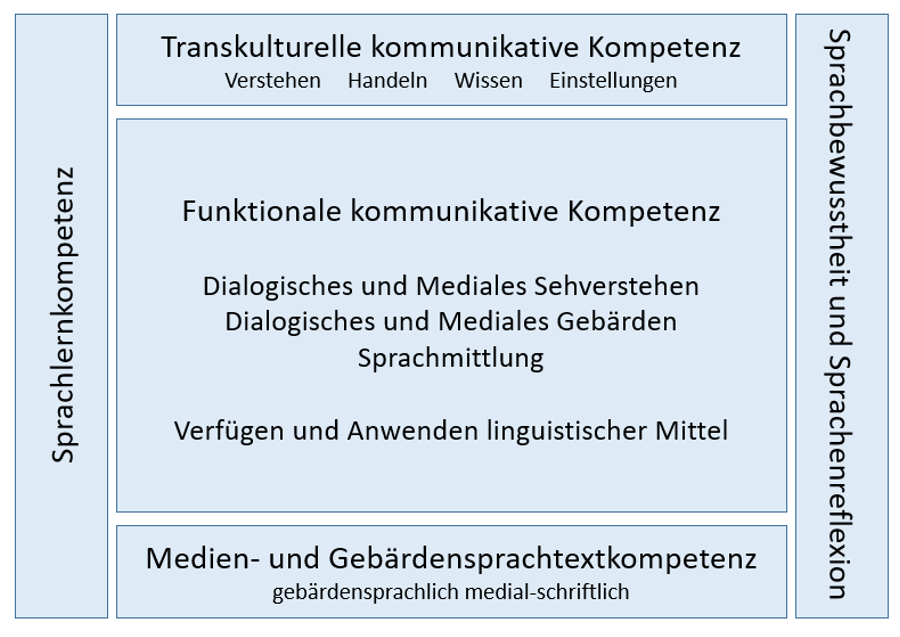 Sprachlernkompetenz
Transkulturelle kommunikative Kompetenz
Verstehen Handeln Wissen Einstellungen
Funktionale kommunikative Kompetenz
Dialogisches und Mediales Sehverstehen
Dialogisches und Mediales Gebärden
Sprachmittlung
Verfügen und Anwenden linguistischer Mittel
Medien- und Gebärdensprachtextkompetenz
gebärdensprachlich medial-schriftlich
Sprachbewusstheit und Sprachenreflexion